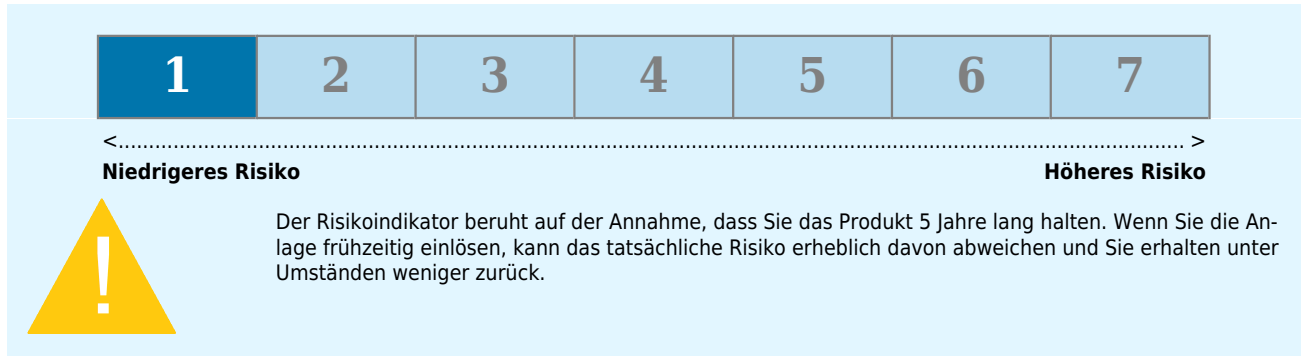 1 2 3 4 5 6 7
<................................................................................................................................................................................ >
Niedrigeres Risiko Höheres Risiko
!
Der Risikoindikator beruht auf der Annahme, dass Sie das Produkt 5 Jahre lang halten. Wenn Sie die An-
lage frühzeitig einlösen, kann das tatsächliche Risiko erheblich davon abweichen und Sie erhalten unter
Umständen weniger zurück.